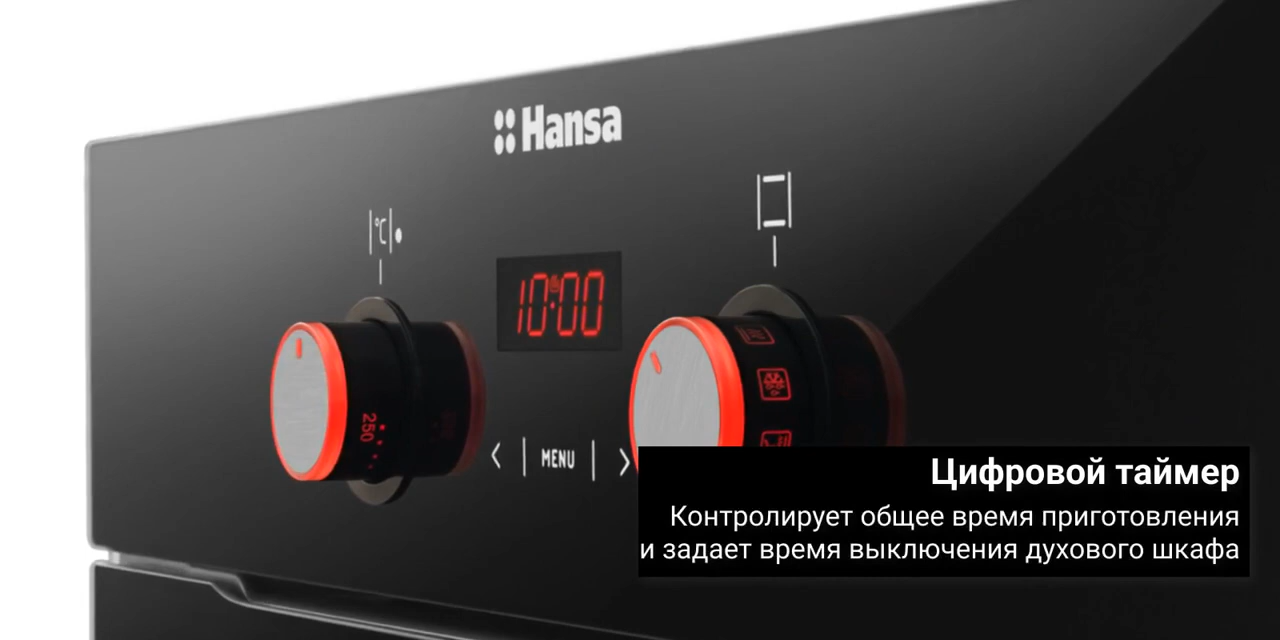 Hansa
°C
10:00
250
< | MENU | >
Цифровой таймер
Контролирует общее время приготовления
и задает время выключения духового шкафа